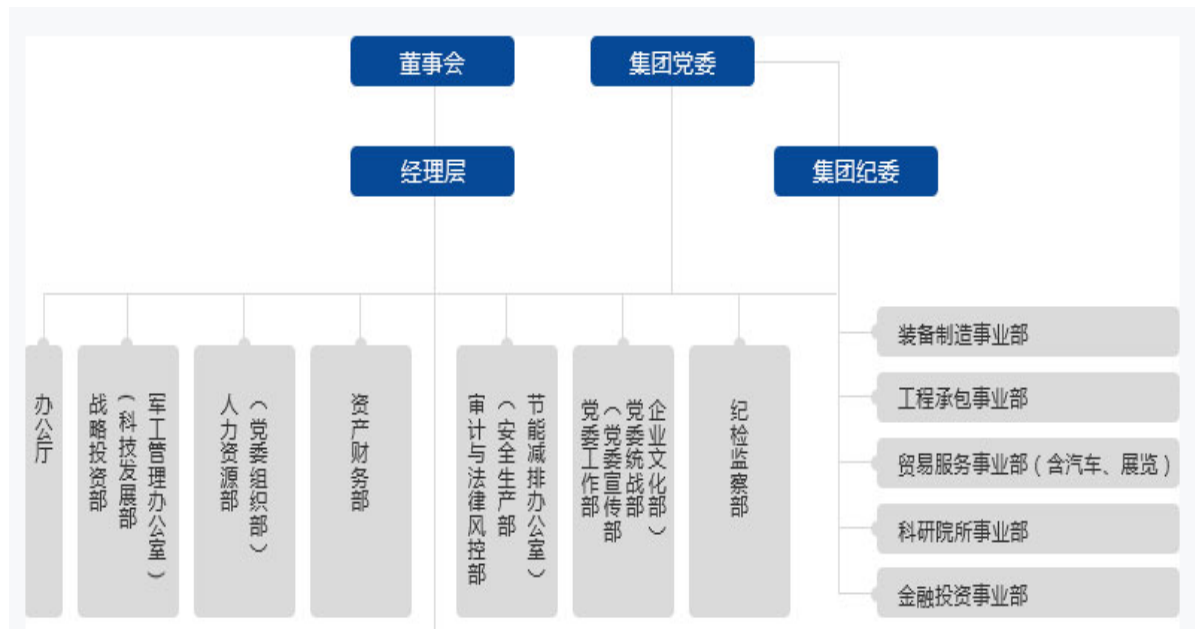 董事会
集团党委
经理层
集团纪委
办公厅
战略投资部
（科技发展部
军工管理办公室）
人力资源部
（党委组织部）
资产财务部
审计与法律风控部
（安全生产部
节能减排办公室）
党委工作部
（党委宣传部
党委统战部
企业文化部）
纪检监察部
装备制造事业部
工程承包事业部
贸易服务事业部（含汽车、展览）
科研院所事业部
金融投资事业部